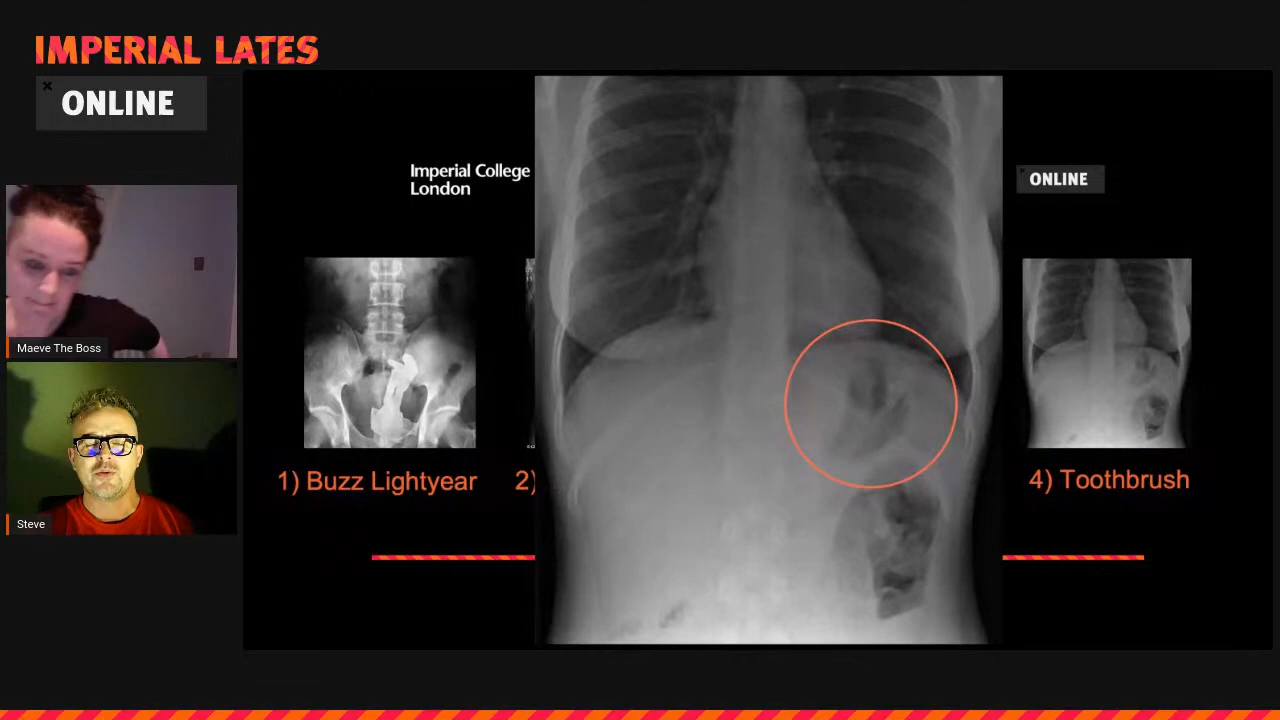 IMPERIAL LATES
ONLINE
Imperial College
London
ONLINE
Maeve The Boss
Steve
1) Buzz Lightyear
2)
4) Toothbrush